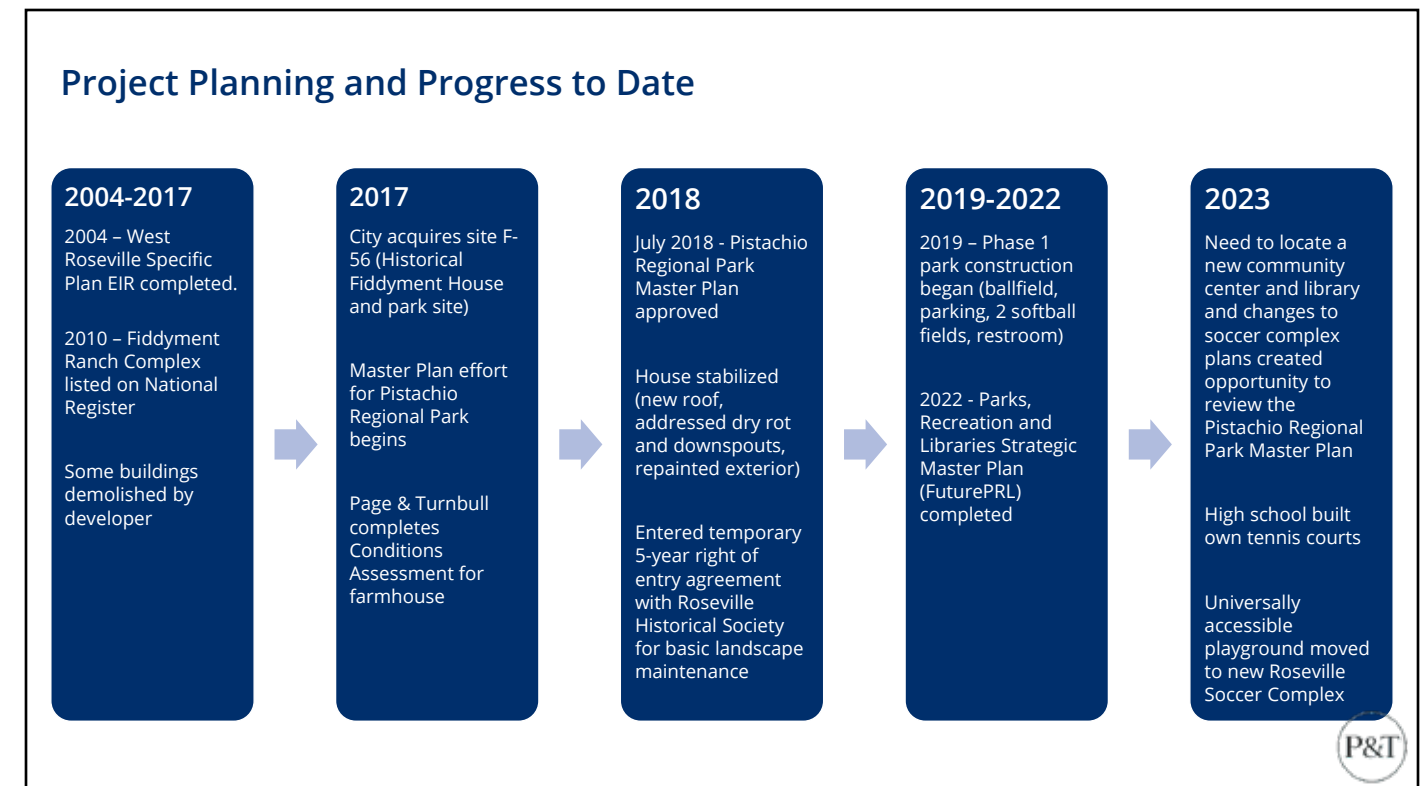 Project Planning and Progress to Date
2004-2017
2004 – West
Roseville Specific
Plan EIR completed.
2010 – Fiddyment
Ranch Complex
listed on National
Register
Some buildings
demolished by
developer
2017
City acquires site F-
56 (Historical
Fiddyment House
and park site)
Master Plan effort
for Pistachio
Regional Park
begins
Page & Turnbull
completes
Conditions
Assessment for
farmhouse
2018
July 2018 - Pistachio
Regional Park
Master Plan
approved
House stabilized
(new roof,
addressed dry rot
and downspouts,
repainted exterior)
Entered temporary
5-year right of
entry agreement
with Roseville
Historical Society
for basic landscape
maintenance
2019-2022
2019 – Phase 1
park construction
began (ballfield,
parking, 2 softball
fields, restroom)
2022 - Parks,
Recreation and
Libraries Strategic
Master Plan
(FuturePRL)
completed
2023
Need to locate a
new community
center and library
and changes to
soccer complex
plans created
opportunity to
review the
Pistachio Regional
Park Master Plan
High school built
own tennis courts
Universally
accessible
playground moved
to new Roseville
Soccer Complex
P&T